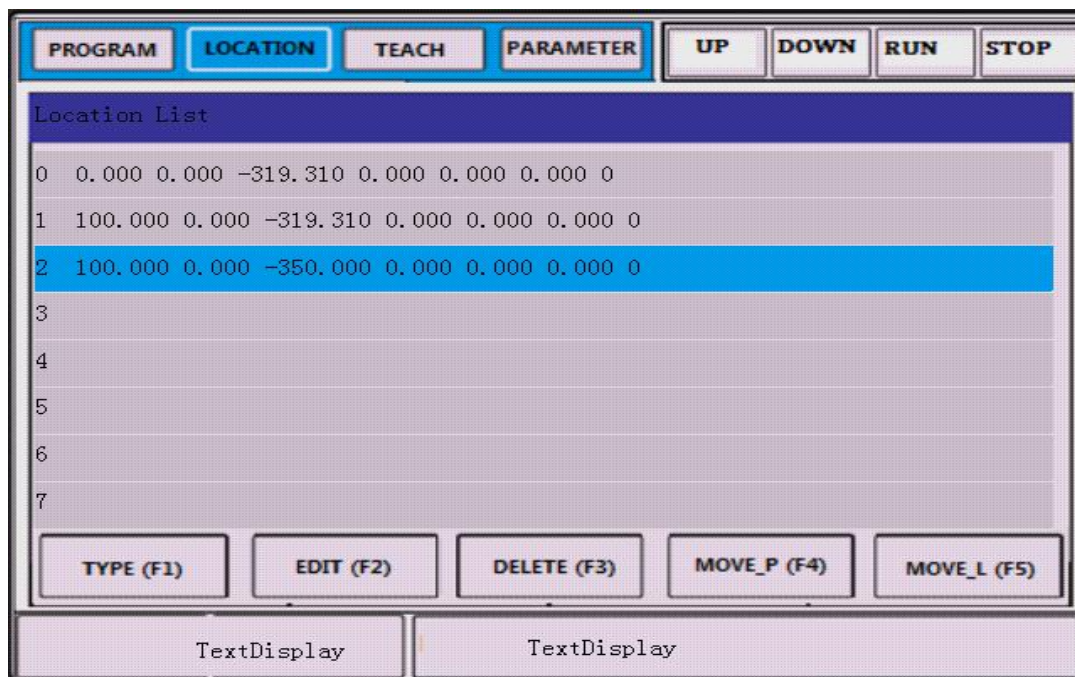 PROGRAM LOCATION TEACH PARAMETER UP DOWN RUN STOP
Location List
0 0.000 0.000 -319.310 0.000 0.000 0.000 0
1 100.000 0.000 -319.310 0.000 0.000 0.000 0
2 100.000 0.000 -350.000 0.000 0.000 0.000 0
3
4
5
6
7
TYPE (F1) EDIT (F2) DELETE (F3) MOVE_P (F4) MOVE_L (F5)
TextDisplay TextDisplay